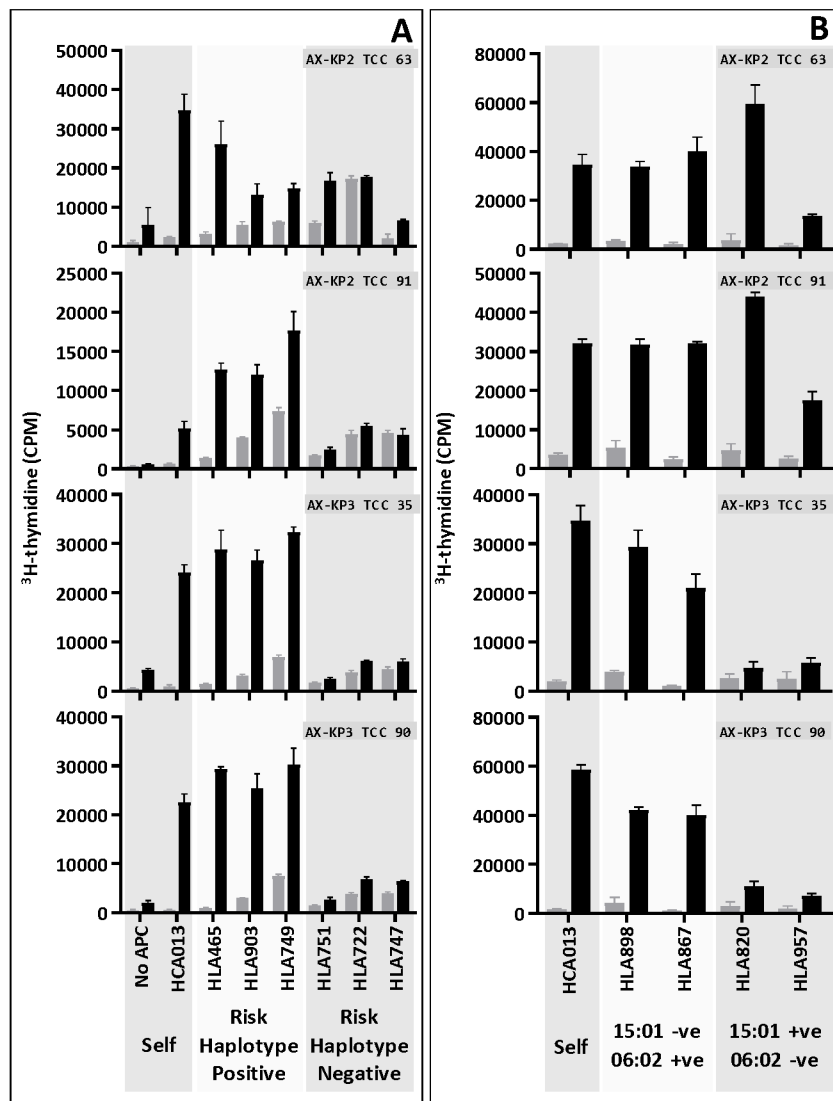 A
AX-KP2 TCC 63
50000
40000
30000
20000
10000
0
AX-KP2 TCC 91
25000
20000
15000
10000
5000
0
AX-KP3 TCC 35
40000
30000
20000
10000
0
AX-KP3 TCC 90
40000
30000
20000
10000
0
³H-thymidine (CPM)
No APC
HCA013
HLA465
HLA903
HLA749
HLA751
HLA722
HLA747
Self
Risk
Haplotype
Positive
Risk
Haplotype
Negative
B
AX-KP2 TCC 63
80000
60000
40000
20000
0
AX-KP2 TCC 91
50000
40000
30000
20000
10000
0
AX-KP3 TCC 35
40000
30000
20000
10000
0
AX-KP3 TCC 90
80000
60000
40000
20000
0
³H-thymidine (CPM)
HCA013
HLA898
HLA867
HLA820
HLA957
Self
15:01 -ve
06:02 +ve
15:01 +ve
06:02 -ve